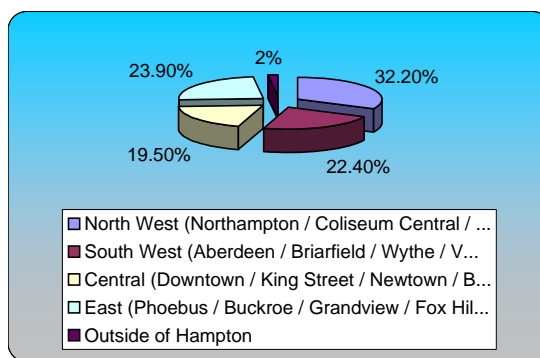 2%
23.90%
32.20%
19.50%
22.40%
North West (Northampton / Coliseum Central / ...
South West (Aberdeen / Briarfield / Wythe / V...
Central (Downtown / King Street / Newtown / B...
East (Phoebus / Buckroe / Grandview / Fox Hil...
Outside of Hampton